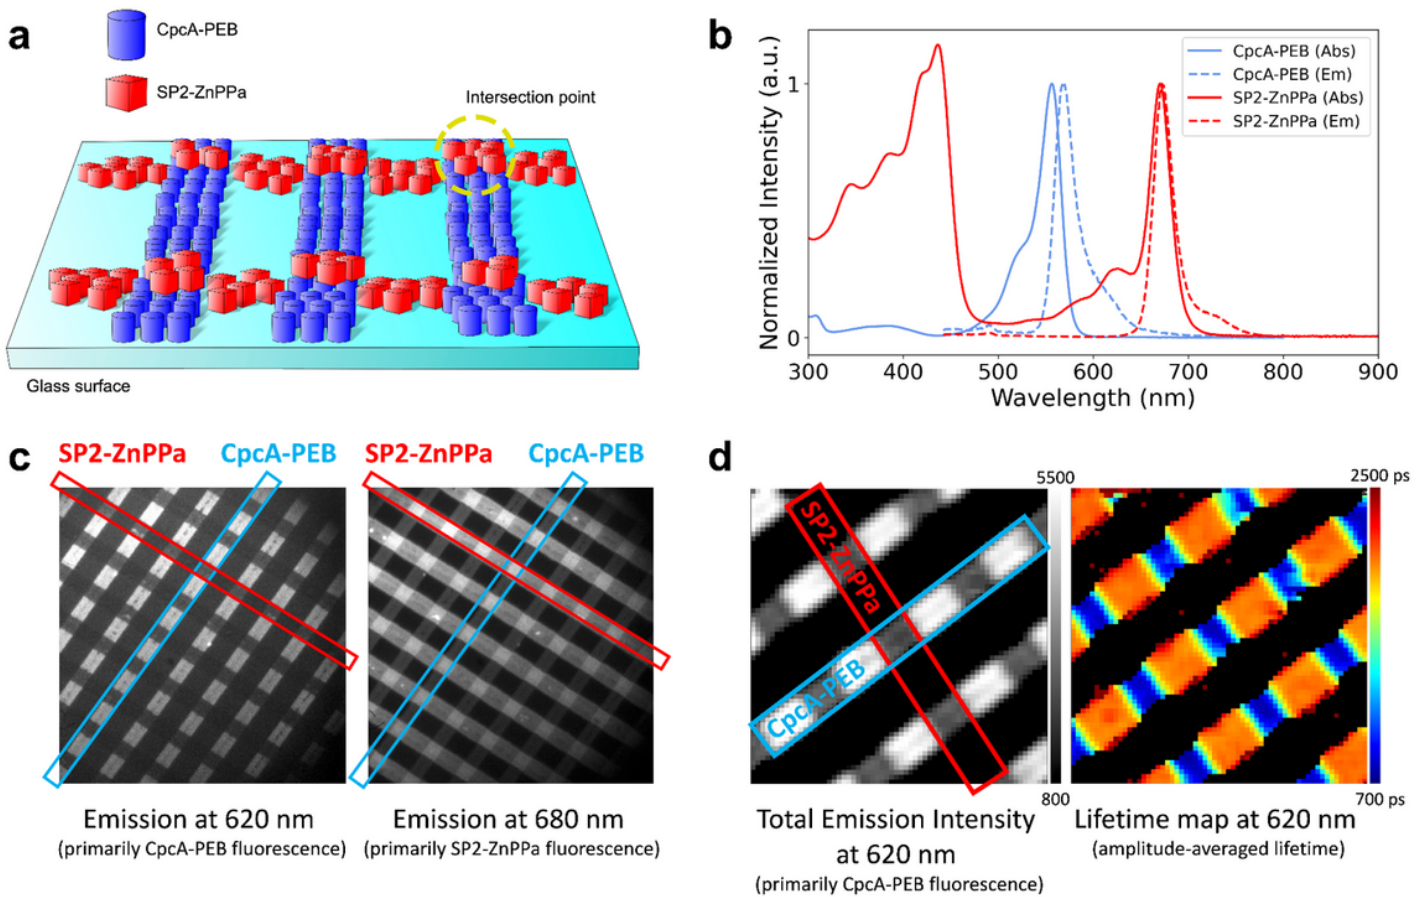 a
CpcA-PEB
SP2-ZnPPa
Intersection point
Glass surface
b
Normalized Intensity (a.u.)
1
0
CpcA-PEB (Abs)
CpcA-PEB (Em)
SP2-ZnPPa (Abs)
SP2-ZnPPa (Em)
300 400 500 600 700 800 900
Wavelength (nm)
c
SP2-ZnPPa CpcA-PEB SP2-ZnPPa CpcA-PEB
Emission at 620 nm
(primarily CpcA-PEB fluorescence)
Emission at 680 nm
(primarily SP2-ZnPPa fluorescence)
d
5500
800
SP2-ZnPPa
CpcA-PEB
Total Emission Intensity
at 620 nm
(primarily CpcA-PEB fluorescence)
2500 ps
700 ps
Lifetime map at 620 nm
(amplitude-averaged lifetime)